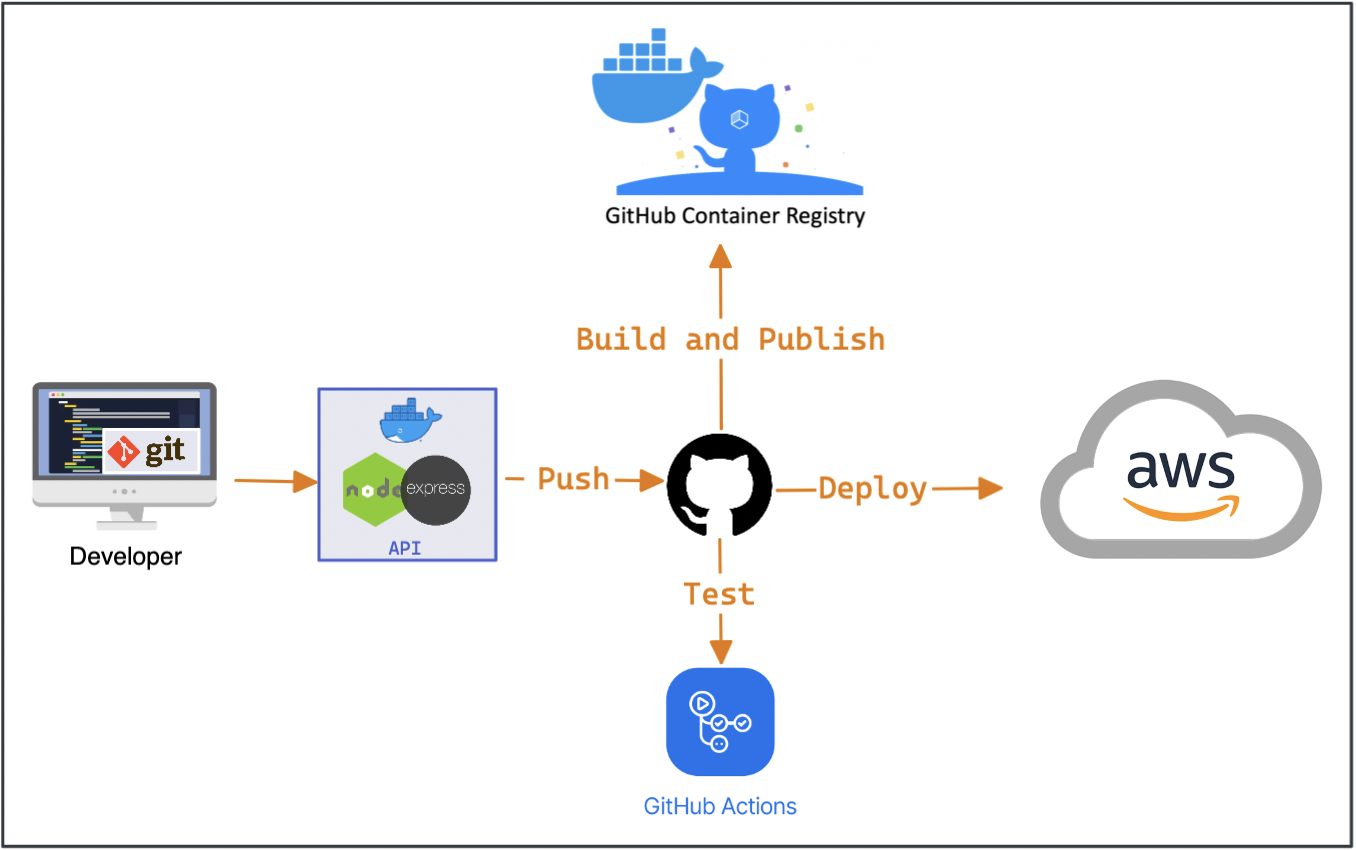 GitHub Container Registry
Build and Publish
git
node
express
API
Developer
Push
Deploy
aws
Test
GitHub Actions